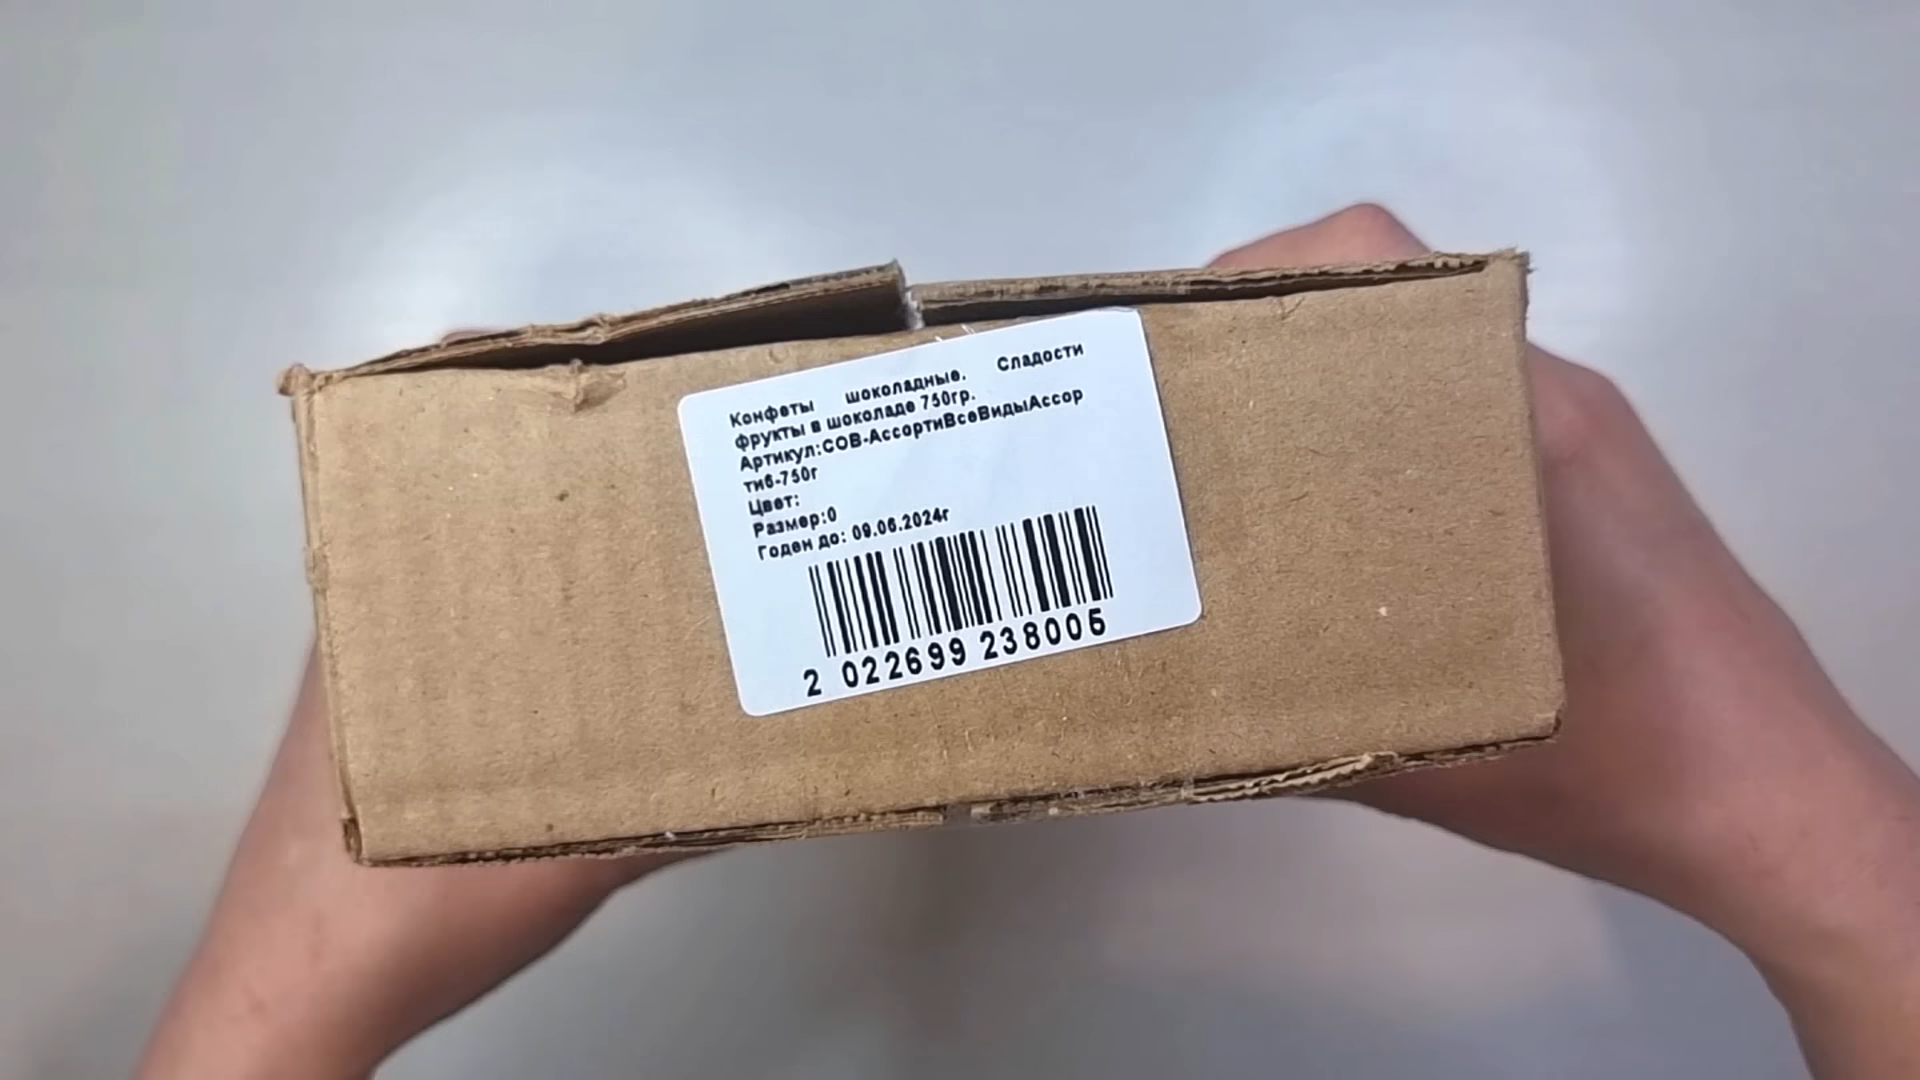 Конфеты шоколадные. Сладости
фрукты в шоколаде 750гр.
Артикул:СОВ-АссортиВсеВидыАссор
ти6-750г
Цвет:
Размер:0
Годен до: 09.06.2024г
2 022699 238005